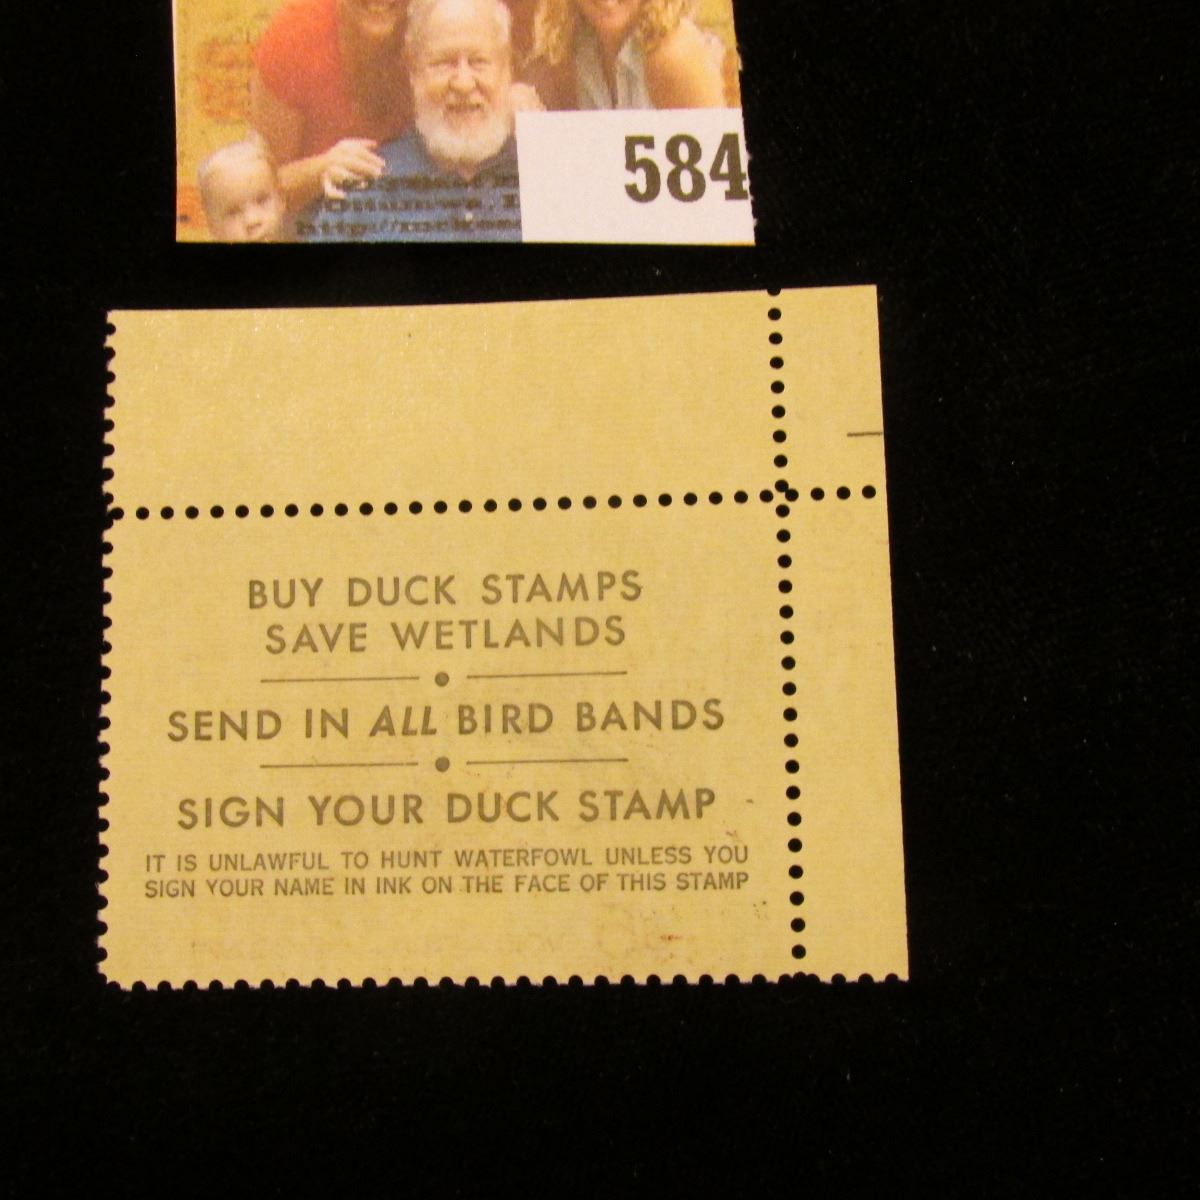 584
BUY DUCK STAMPS
SAVE WETLANDS
SEND IN ALL BIRD BANDS
SIGN YOUR DUCK STAMP
IT IS UNLAWFUL TO HUNT WATERFOWL UNLESS YOU
SIGN YOUR NAME IN INK ON THE FACE OF THIS STAMP